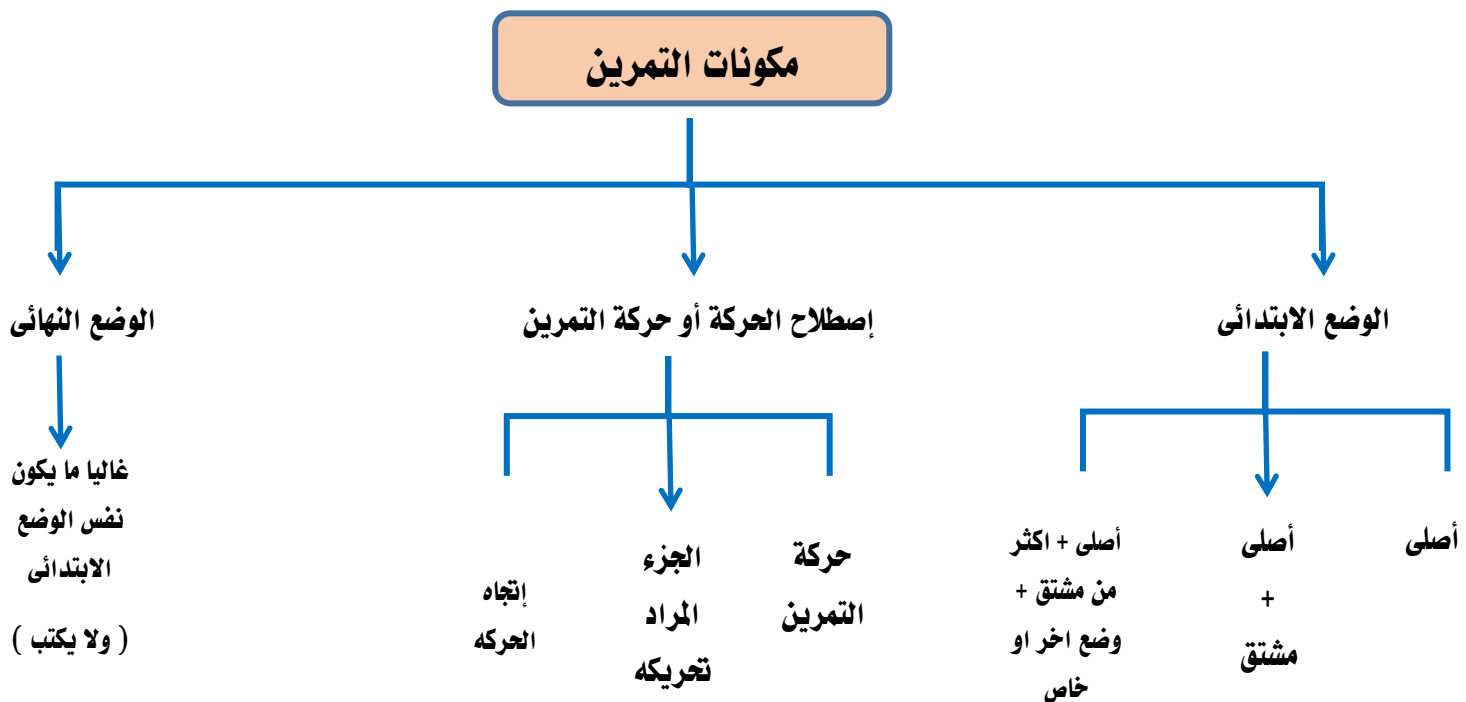 مكونات التمرين
الوضع الابتدائى
إصطلاح الحركة أو حركة التمرين
الوضع النهائى
أصلى
أصلى
+
مشتق
أصلى + اكثر
من مشتق +
وضع اخر او
خاص
حركة
التمرين
الجزء
المراد
تحريكه
إتجاه
الحركه
غاليا ما يكون
نفس الوضع
الابتدائى
( ولا يكتب )